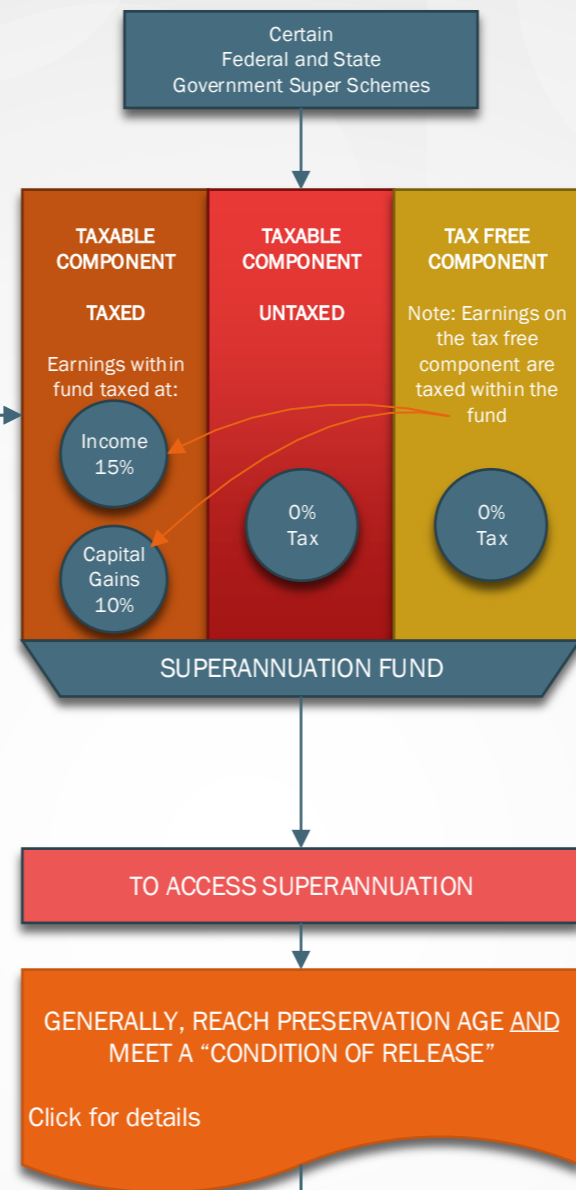 Certain
Federal and State
Government Super Schemes
TAXABLE
COMPONENT
TAXED
Earnings within
fund taxed at:
Income
15%
Capital
Gains
10%
TAXABLE
COMPONENT
UNTAXED
0%
Tax
TAX FREE
COMPONENT
Note: Earnings on
the tax free
component are
taxed within the
fund
0%
Tax
SUPERANNUATION FUND
TO ACCESS SUPERANNUATION
GENERALLY, REACH PRESERVATION AGE AND
MEET A “CONDITION OF RELEASE”
Click for details